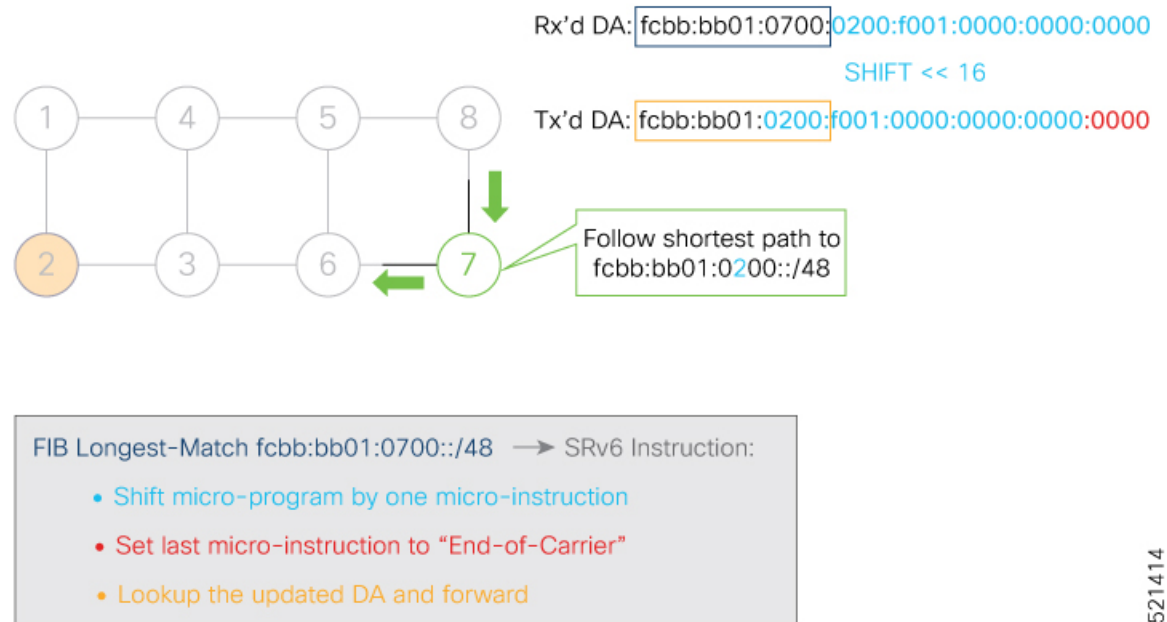 Rx'd DA: fcbb:bb01:0700:0200:f001:0000:0000:0000
SHIFT << 16
Tx'd DA: fcbb:bb01:0200:f001:0000:0000:0000:0000
1
4
5
8
2
3
6
7
Follow shortest path to
fcbb:bb01:0200::/48
FIB Longest-Match fcbb:bb01:0700::/48 → SRv6 Instruction:
• Shift micro-program by one micro-instruction
• Set last micro-instruction to “End-of-Carrier”
• Lookup the updated DA and forward
521414